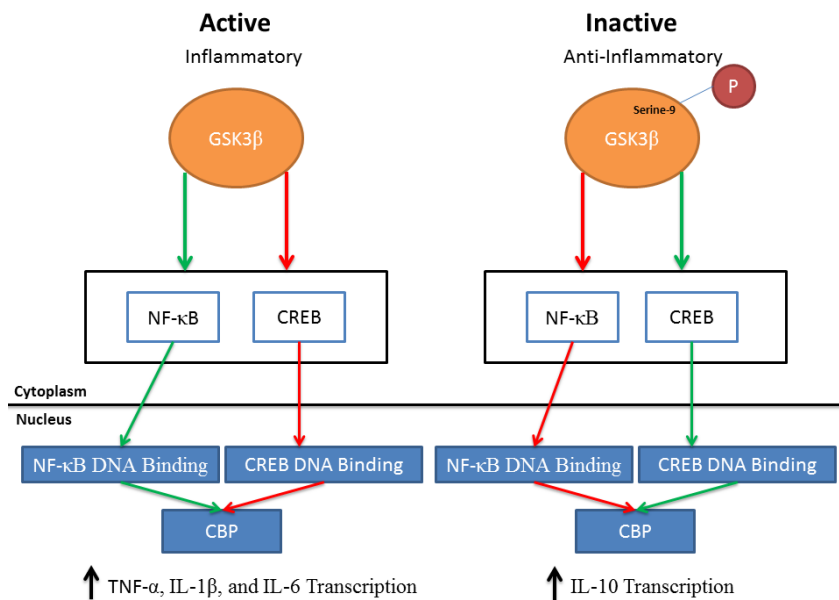 Active
Inflammatory
GSK3β
NF-κB
CREB
Inactive
Anti-Inflammatory
P
Serine-9
GSK3β
NF-κB
CREB
Cytoplasm
Nucleus
NF-κB DNA Binding
CREB DNA Binding
CBP
TNF-α, IL-1β, and IL-6 Transcription
NF-κB DNA Binding
CREB DNA Binding
CBP
IL-10 Transcription